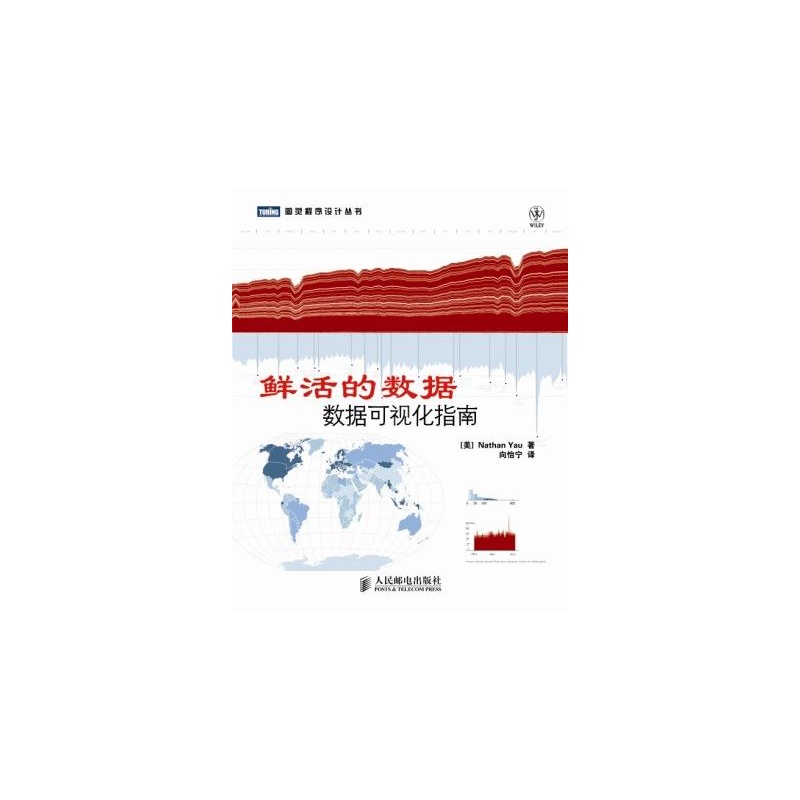 TURING 图灵程序设计丛书
WILEY
鲜活的数据
数据可视化指南
[美] Nathan Yau 著
向怡宁 译
人民邮电出版社
POSTS & TELECOM PRESS